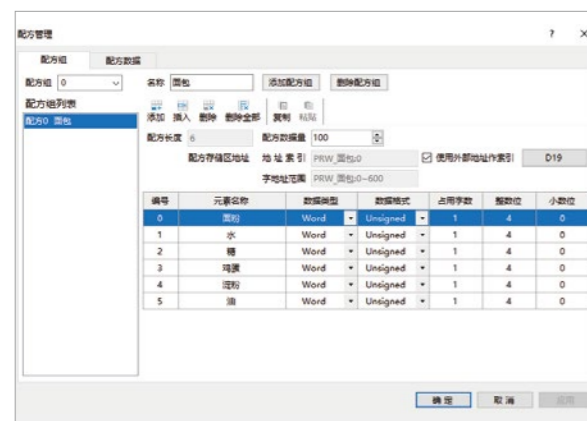 配方管理 ? ×
配方组 配方数据
配方组 0 名称 面包 添加配方组 删除配方组
配方组列表
配方0 面包
添加 插入 删除 删除全部 复制 粘贴
配方长度 6 配方数据量 100
配方存储区地址 地址索引 PRW_面包:0 使用外部地址作索引 D19
字地址范围 PRW_面包:0~600
编号 元素名称 数据类型 数据格式 占用字数 整数位 小数位
0 面粉 Word Unsigned 1 4 0
1 水 Word Unsigned 1 4 0
2 糖 Word Unsigned 1 4 0
3 鸡蛋 Word Unsigned 1 4 0
4 淀粉 Word Unsigned 1 4 0
5 油 Word Unsigned 1 4 0
确定 取消 应用